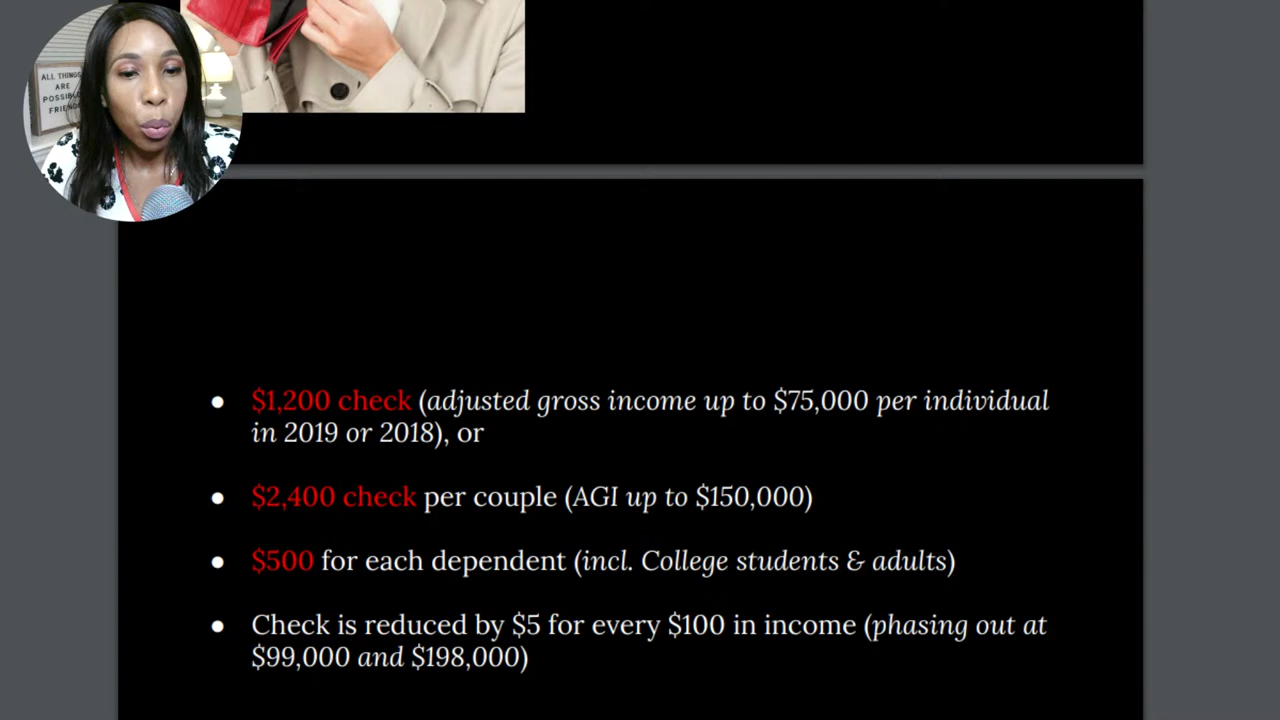 ALL THINGS
ARE
POSSIBLE
FRIEND
● $1,200 check (adjusted gross income up to $75,000 per individual
in 2019 or 2018), or
● $2,400 check per couple (AGI up to $150,000)
● $500 for each dependent (incl. College students & adults)
● Check is reduced by $5 for every $100 in income (phasing out at
$99,000 and $198,000)